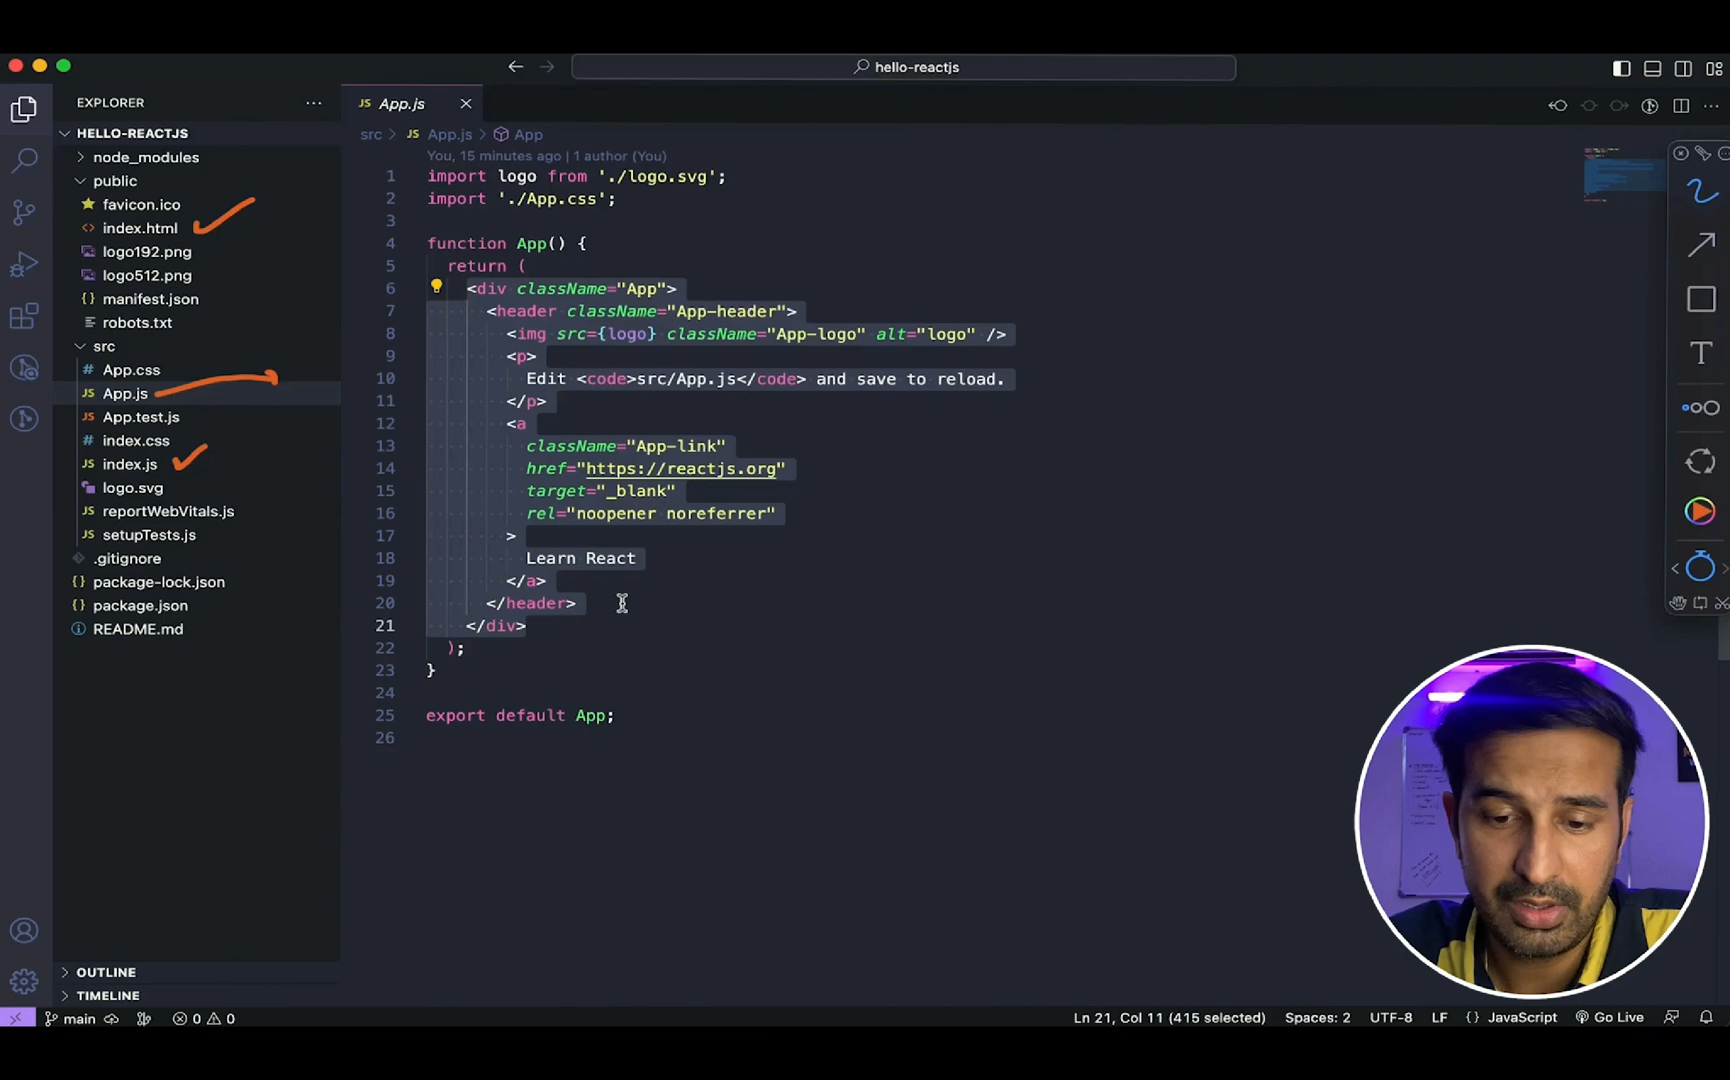 hello-reactjs
EXPLORER
HELLO-REACTJS
node_modules
public
favicon.ico
index.html
logo192.png
logo512.png
manifest.json
robots.txt
src
App.css
App.js
App.test.js
index.css
index.js
logo.svg
reportWebVitals.js
setupTests.js
.gitignore
package-lock.json
package.json
README.md
OUTLINE
TIMELINE
JS App.js
src > JS App.js > App
You, 15 minutes ago | 1 author (You)
1 import logo from './logo.svg';
2 import './App.css';
3
4 function App() {
5 return (
6 <div className="App">
7 <header className="App-header">
8 <img src={logo} className="App-logo" alt="logo" />
9 <p>
10 Edit <code>src/App.js</code> and save to reload.
11 </p>
12 <a
13 className="App-link"
14 href="https://reactjs.org"
15 target="_blank"
16 rel="noopener noreferrer"
17 >
18 Learn React
19 </a>
20 </header>
21 </div>
22 );
23 }
24
25 export default App;
26
main 0 0 Ln 21, Col 11 (415 selected) Spaces: 2 UTF-8 LF {} JavaScript Go Live